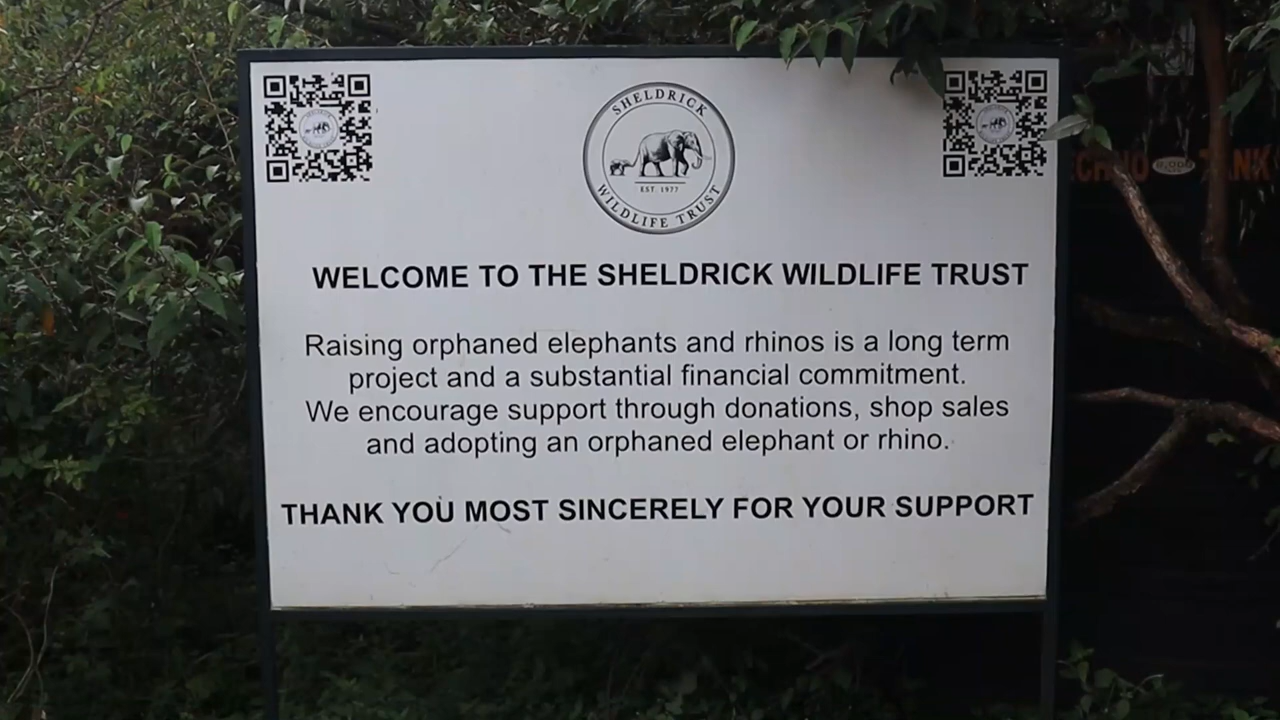 SHELDRICK
EST. 1977
WILDLIFE TRUST
WELCOME TO THE SHELDRICK WILDLIFE TRUST
Raising orphaned elephants and rhinos is a long term
project and a substantial financial commitment.
We encourage support through donations, shop sales
and adopting an orphaned elephant or rhino.
THANK YOU MOST SINCERELY FOR YOUR SUPPORT